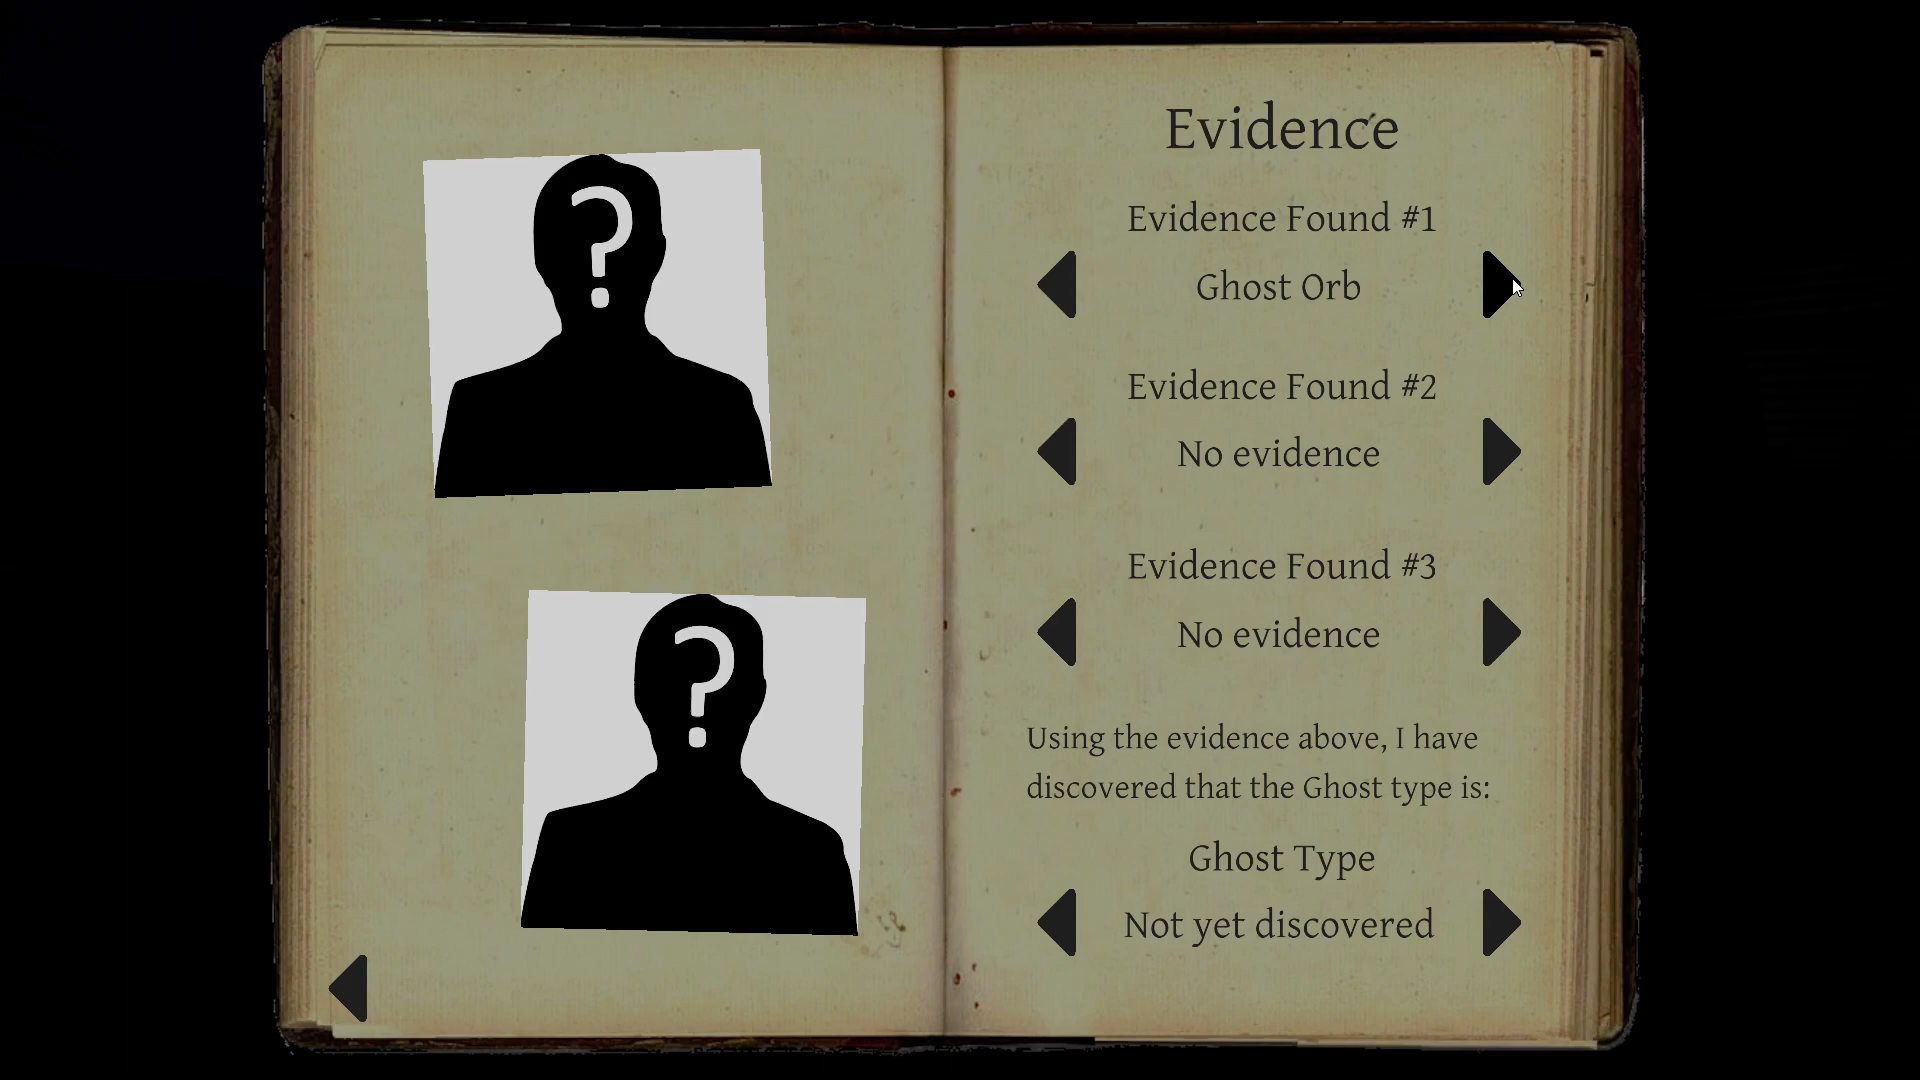 ?
?
Evidence
Evidence Found #1
Ghost Orb
Evidence Found #2
No evidence
Evidence Found #3
No evidence
Using the evidence above, I have
discovered that the Ghost type is:
Ghost Type
Not yet discovered